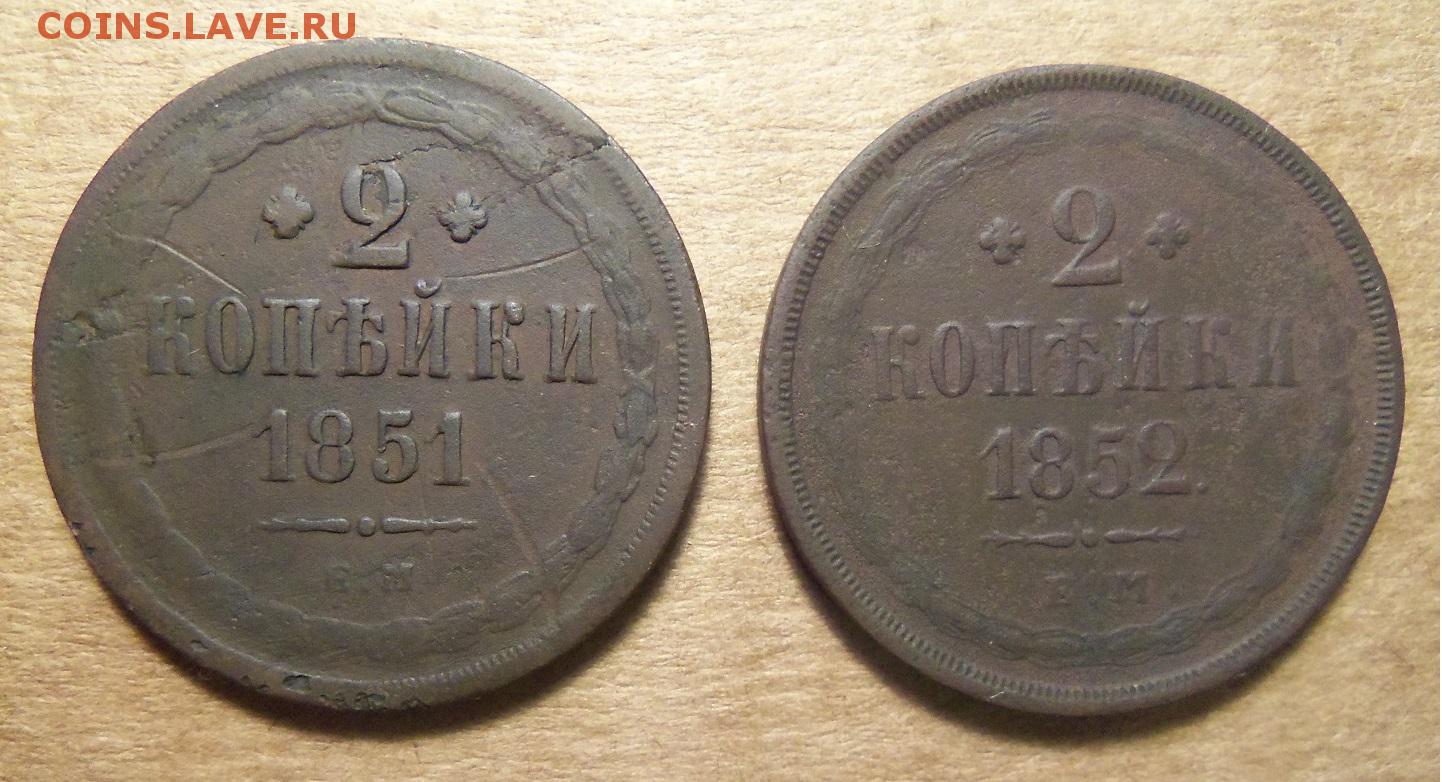 COINS.LAVE.RU
2
КОПѢЙКИ
1851
Е.М
2
КОПѢЙКИ
1852.
Е.М